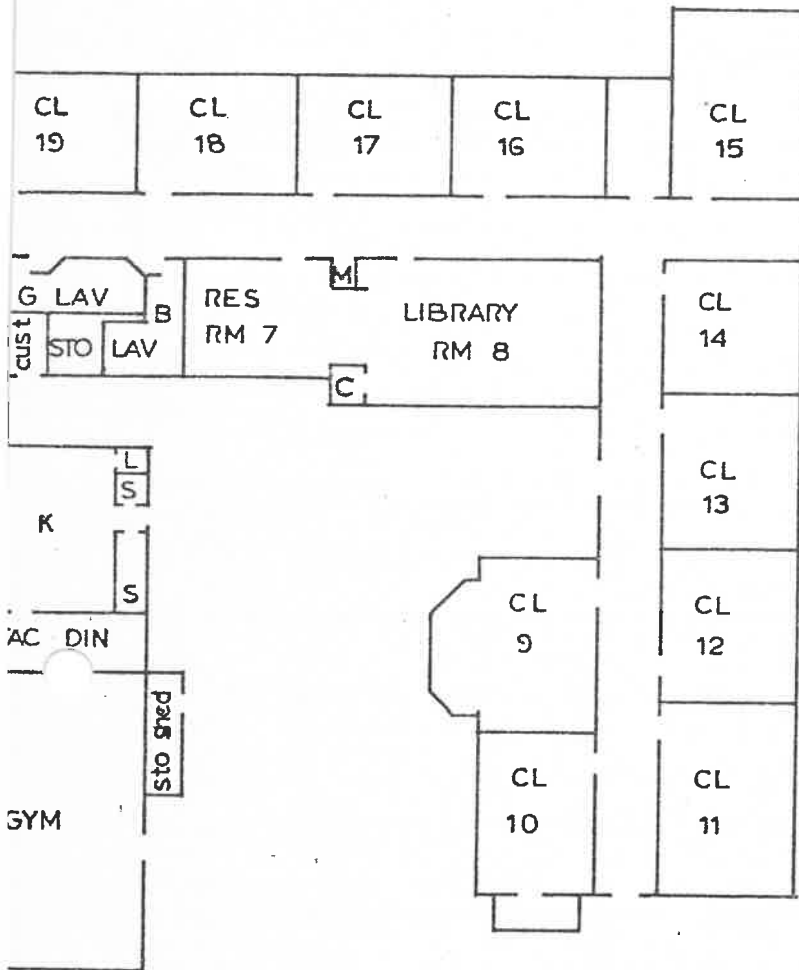 CL
19
CL
18
CL
17
CL
16
CL
15
G LAV
B
LAV
STO
cust
RES
RM 7
M
LIBRARY
RM 8
C
CL
14
L
S
K
S
CL
13
CL
9
CL
12
AC DIN
sto shed
GYM
CL
10
CL
11